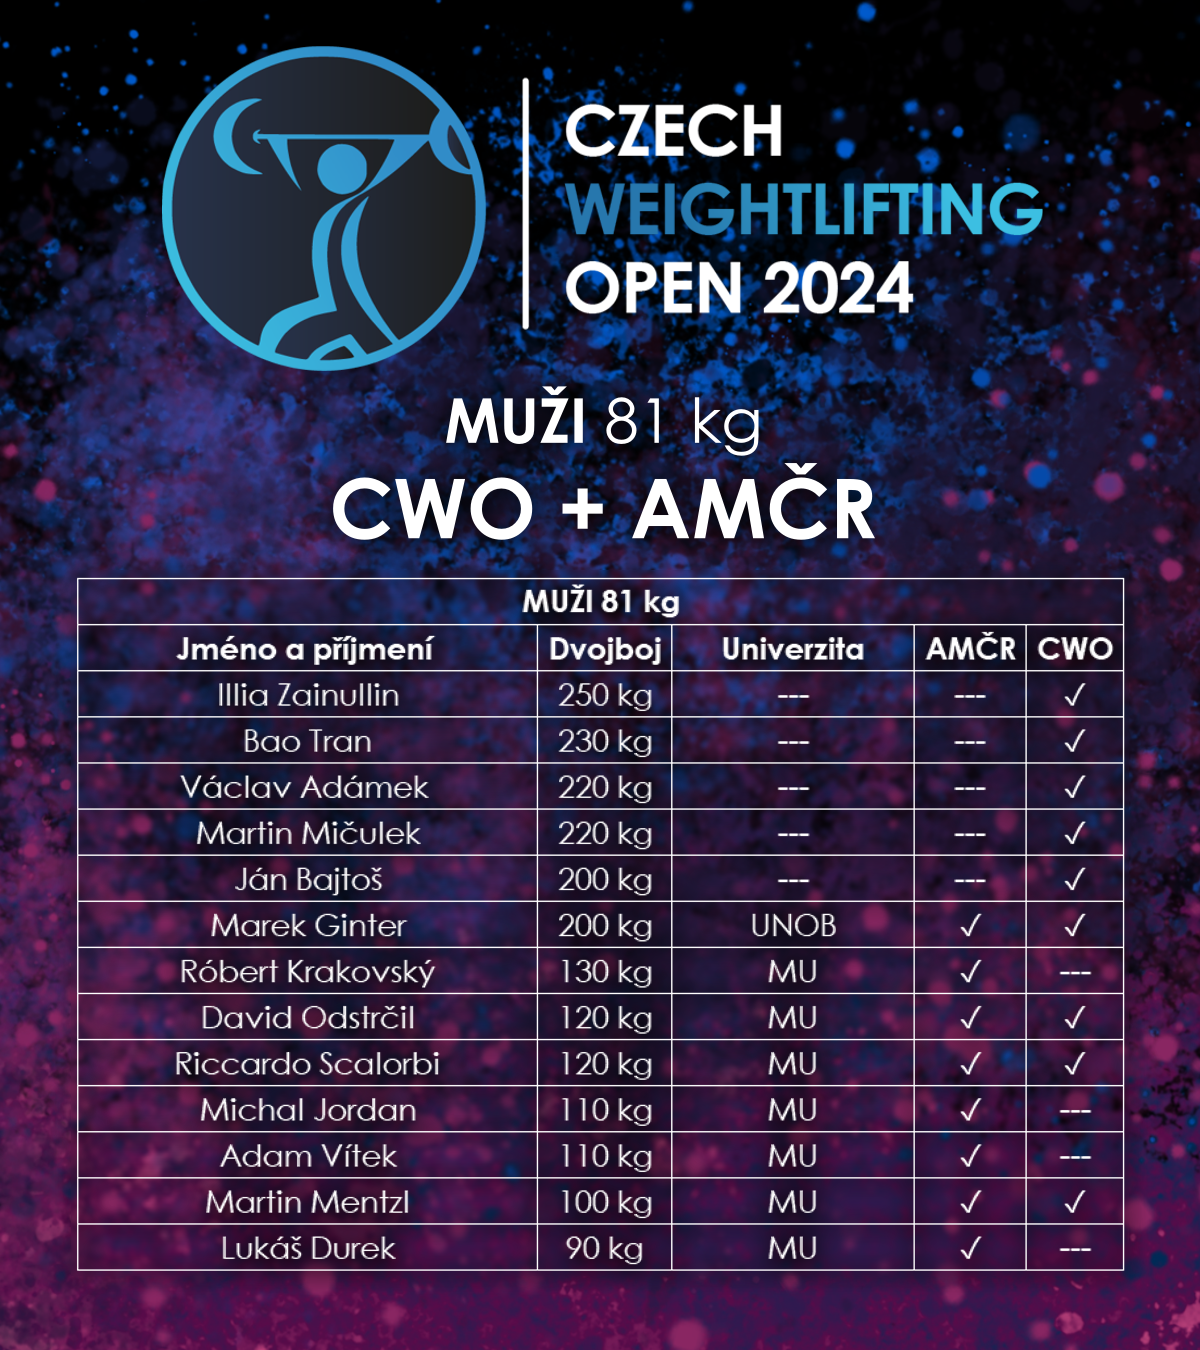 CZECH
WEIGHTLIFTING
OPEN 2024
MUŽI 81 kg
CWO + AMČR
MUŽI 81 kg
Jméno a příjmení Dvojboj Univerzita AMČR CWO
Illia Zainullin 250 kg --- --- ✓
Bao Tran 230 kg --- --- ✓
Václav Adámek 220 kg --- --- ✓
Martin Mičulek 220 kg --- --- ✓
Ján Bajtoš 200 kg --- --- ✓
Marek Ginter 200 kg UNOB ✓ ✓
Róbert Krakovský 130 kg MU ✓ ---
David Odstrčil 120 kg MU ✓ ✓
Riccardo Scalorbi 120 kg MU ✓ ✓
Michal Jordan 110 kg MU ✓ ---
Adam Vítek 110 kg MU ✓ ---
Martin Mentzl 100 kg MU ✓ ✓
Lukáš Durek 90 kg MU ✓ ---